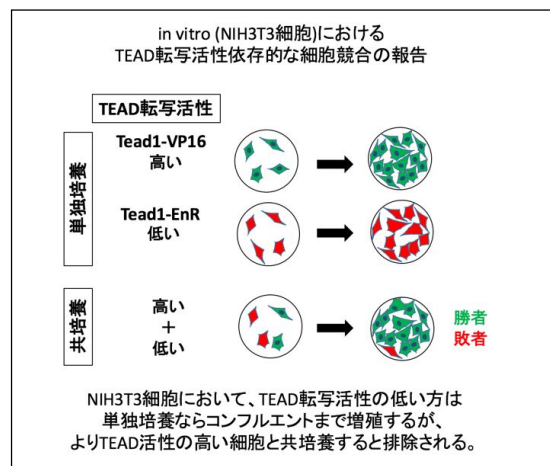 in vitro (NIH3T3細胞)における
TEAD転写活性依存的な細胞競合の報告
TEAD転写活性
単独培養
Tead1-VP16
高い
Tead1-EnR
低い
共培養
高い
+
低い
勝者
敗者
NIH3T3細胞において、TEAD転写活性の低い方は
単独培養ならコンフルエントまで増殖するが、
よりTEAD活性の高い細胞と共培養すると排除される。